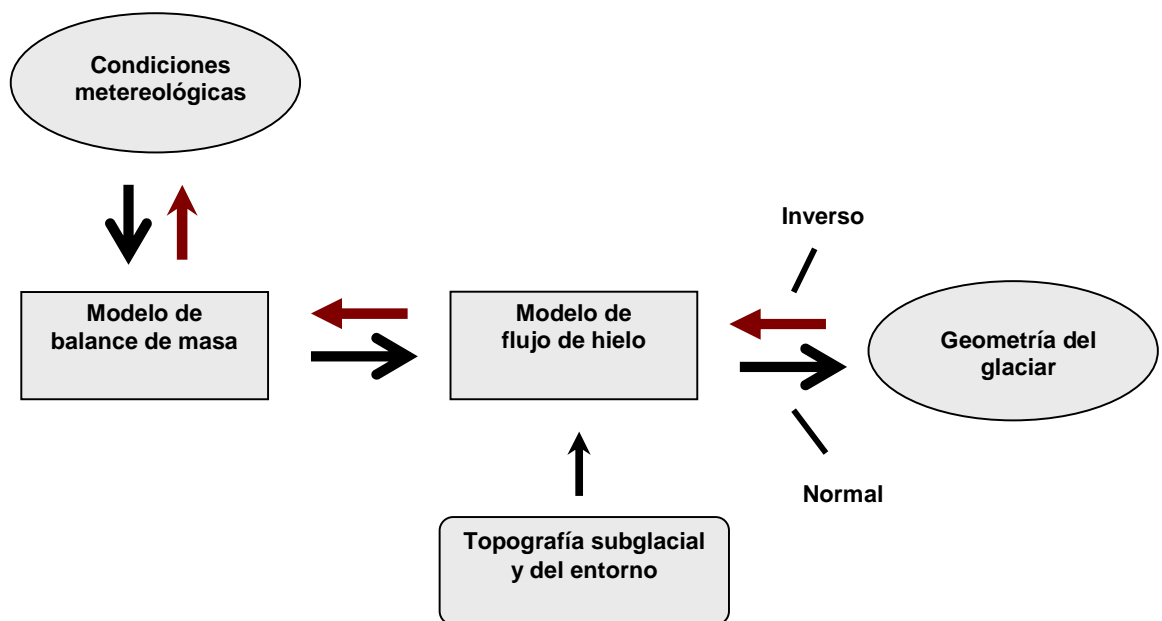 Condiciones
metereológicas
Inverso
Modelo de
balance de masa
Modelo de
flujo de hielo
Geometría del
glaciar
Normal
Topografía subglacial
y del entorno